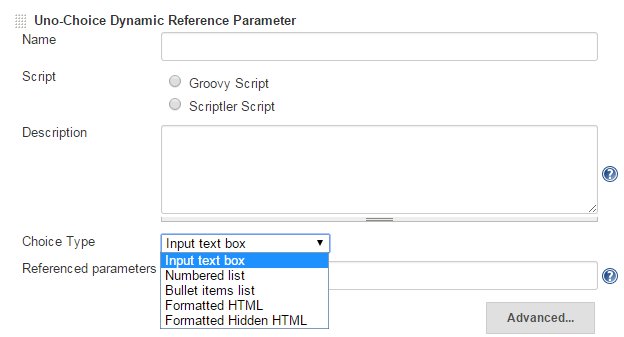 Uno-Choice Dynamic Reference Parameter
Name
Script
Groovy Script
Scriptler Script
Description
?
Choice Type
Input text box
Input text box
Referenced parameters
?
Numbered list
Bullet items list
Formatted HTML
Formatted Hidden HTML
Advanced...